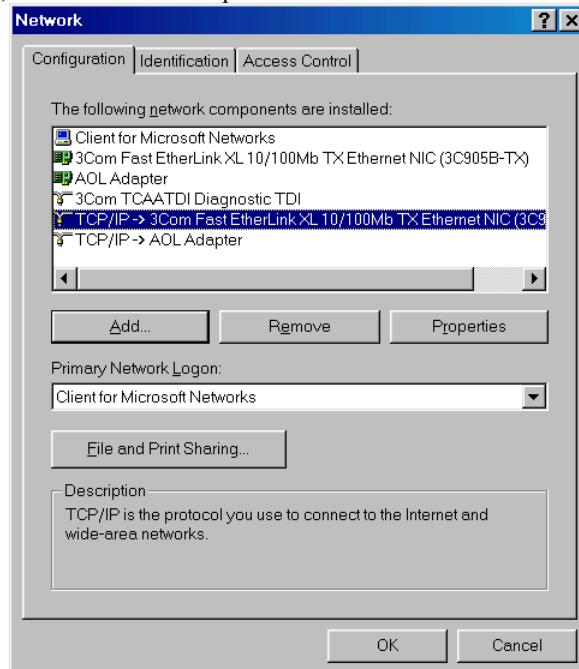 Network
Configuration Identification Access Control
The following network components are installed:
Client for Microsoft Networks
3Com Fast EtherLink XL 10/100Mb TX Ethernet NIC (3C905B-TX)
AOL Adapter
3Com TCAATDI Diagnostic TDI
TCP/IP -> 3Com Fast EtherLink XL 10/100Mb TX Ethernet NIC (3C9
TCP/IP -> AOL Adapter
Add... Remove Properties
Primary Network Logon:
Client for Microsoft Networks
File and Print Sharing...
Description
TCP/IP is the protocol you use to connect to the Internet and
wide-area networks.
OK Cancel